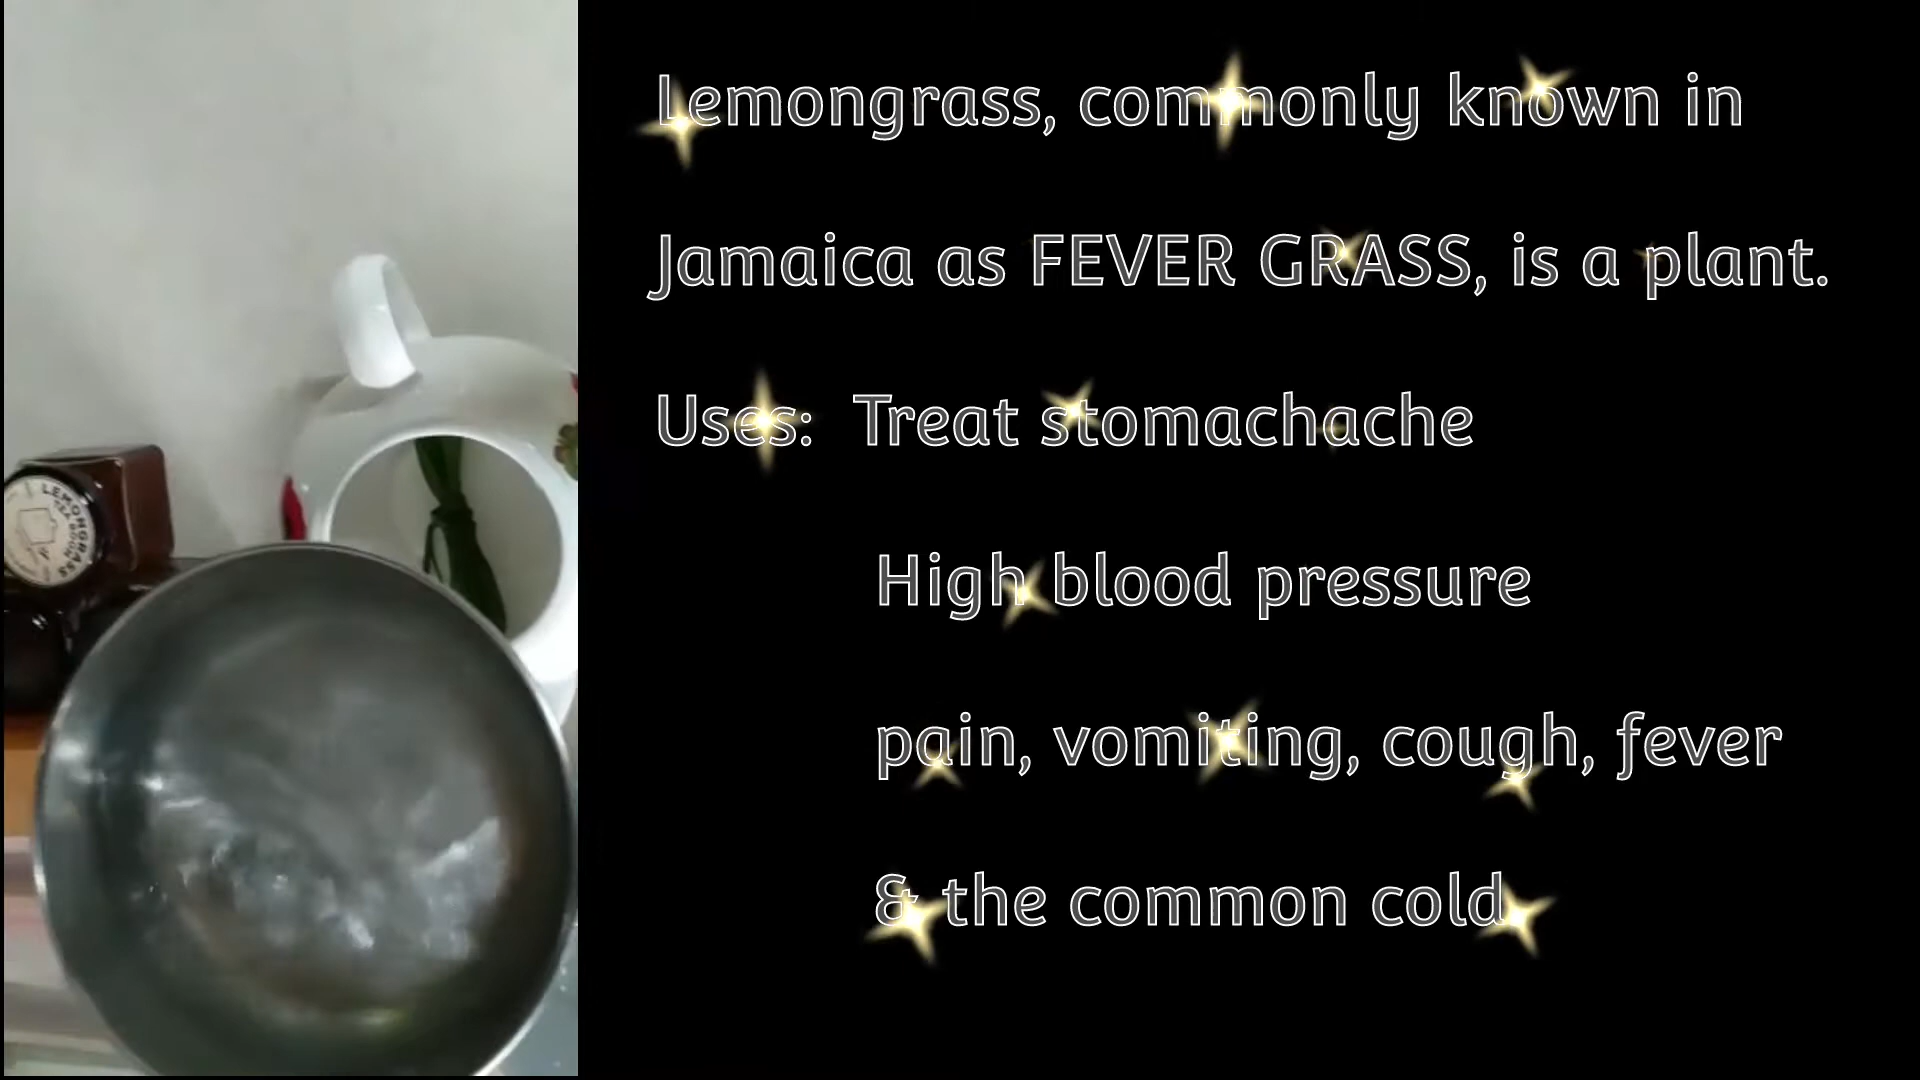 Lemongrass, commonly known in
Jamaica as FEVER GRASS, is a plant.
Uses: Treat stomachache
High blood pressure
pain, vomiting, cough, fever
& the common cold
LEMONGRASS